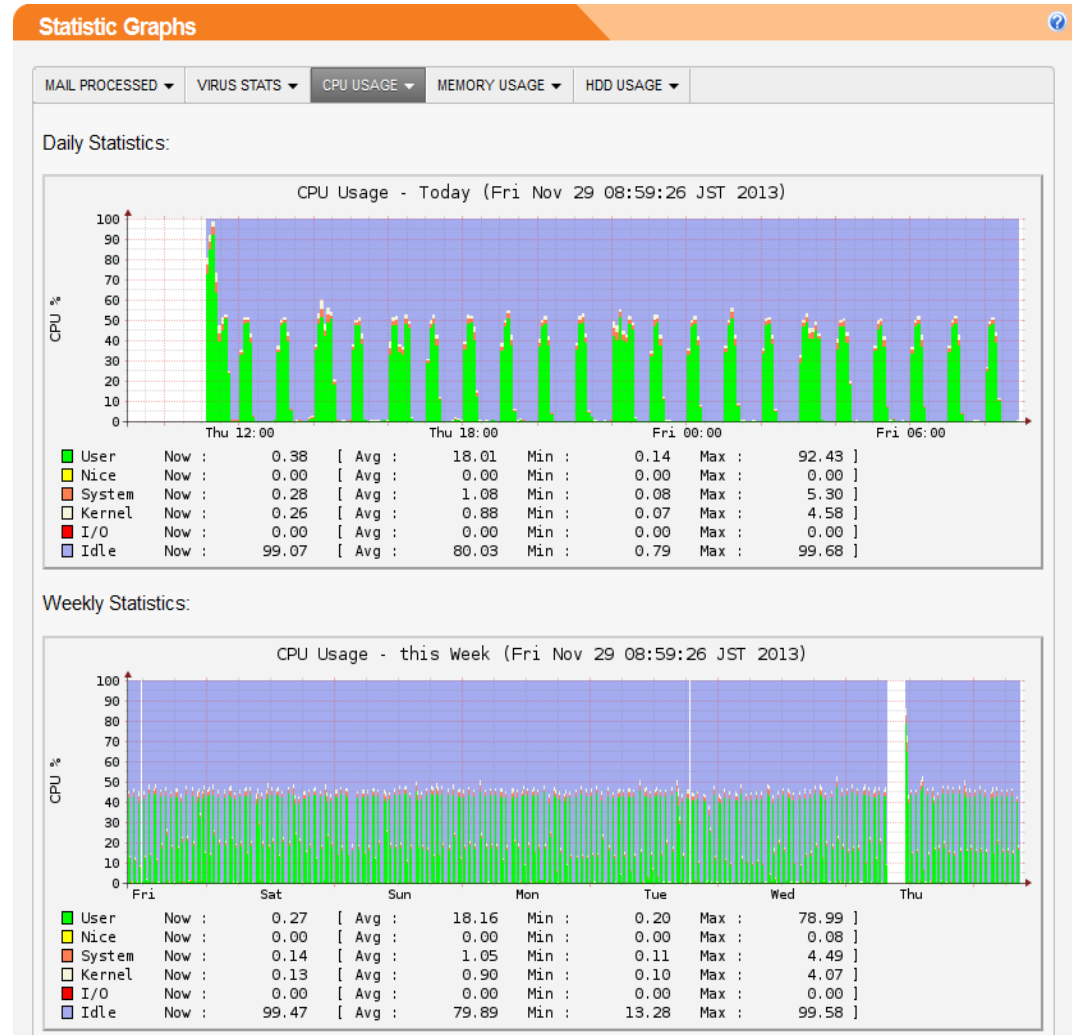 Statistic Graphs
MAIL PROCESSED VIRUS STATS CPU USAGE MEMORY USAGE HDD USAGE
Daily Statistics:
CPU Usage - Today (Fri Nov 29 08:59:26 JST 2013)
CPU %
100
90
80
70
60
50
40
30
20
10
0
Thu 12:00 Thu 18:00 Fri 00:00 Fri 06:00
User Now : 0.38 [ Avg : 18.01 Min : 0.14 Max : 92.43 ]
Nice Now : 0.00 [ Avg : 0.00 Min : 0.00 Max : 0.00 ]
System Now : 0.28 [ Avg : 1.08 Min : 0.08 Max : 5.30 ]
Kernel Now : 0.26 [ Avg : 0.88 Min : 0.07 Max : 4.58 ]
I/O Now : 0.00 [ Avg : 0.00 Min : 0.00 Max : 0.00 ]
Idle Now : 99.07 [ Avg : 80.03 Min : 0.79 Max : 99.68 ]
Weekly Statistics:
CPU Usage - this Week (Fri Nov 29 08:59:26 JST 2013)
CPU %
100
90
80
70
60
50
40
30
20
10
0
Fri Sat Sun Mon Tue Wed Thu
User Now : 0.27 [ Avg : 18.16 Min : 0.20 Max : 78.99 ]
Nice Now : 0.00 [ Avg : 0.00 Min : 0.00 Max : 0.08 ]
System Now : 0.14 [ Avg : 1.05 Min : 0.11 Max : 4.49 ]
Kernel Now : 0.13 [ Avg : 0.90 Min : 0.10 Max : 4.07 ]
I/O Now : 0.00 [ Avg : 0.00 Min : 0.00 Max : 0.00 ]
Idle Now : 99.47 [ Avg : 79.89 Min : 13.28 Max : 99.58 ]